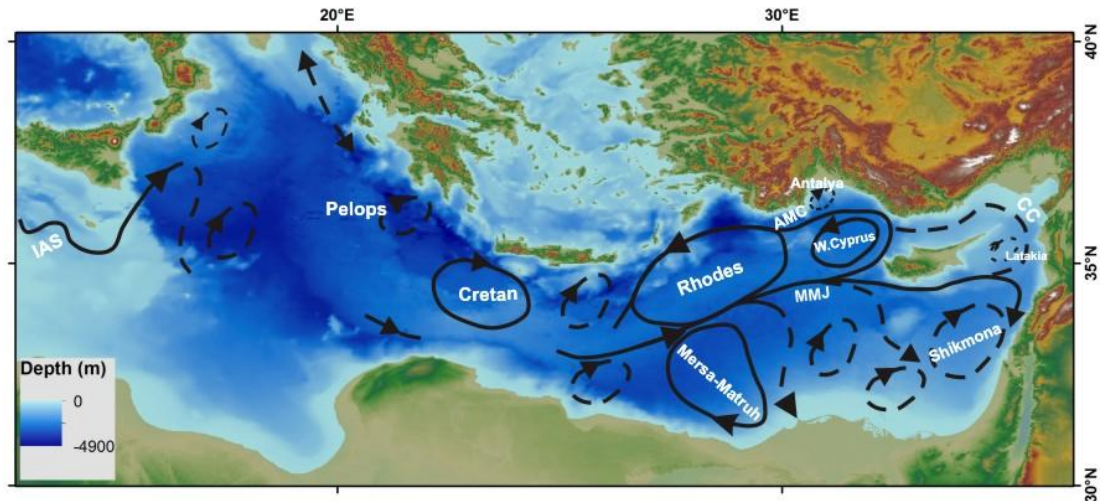 20°E
30°E
40°N
Antalya
Pelops
AMC
CC
W.Cyprus
IAS
Latakia
35°N
Rhodes
Cretan
MMJ
Shikmona
Mersa-Matruh
Depth (m)
0
-4900
30°N